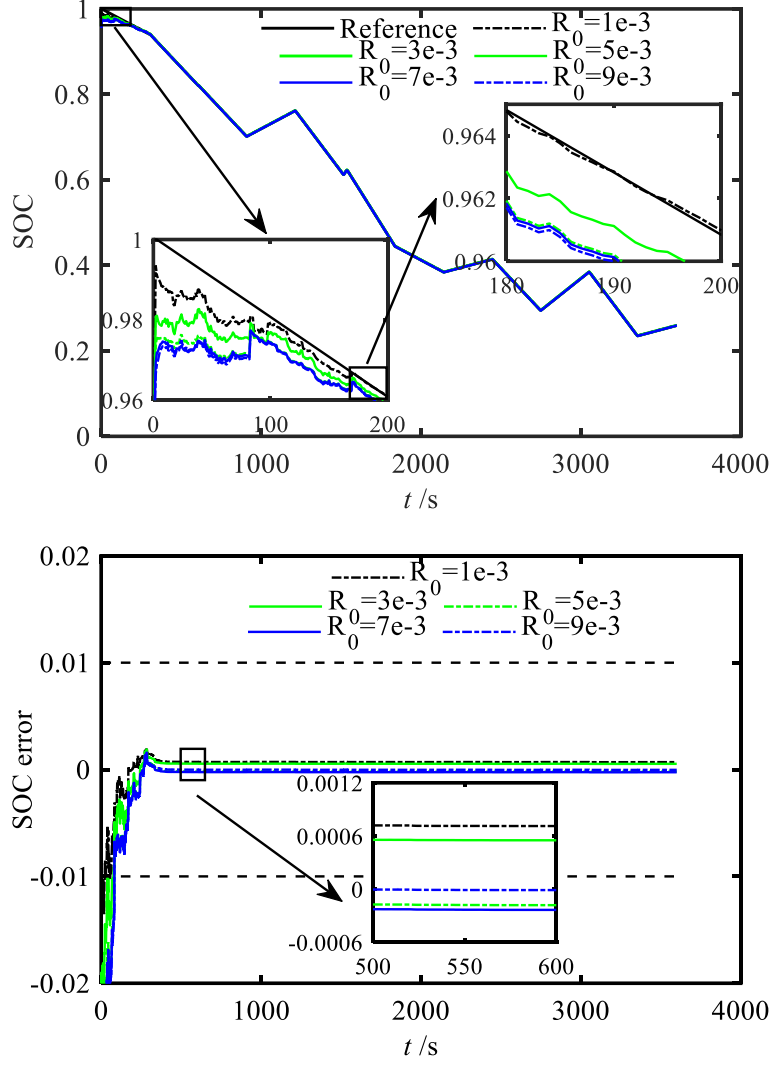 1
0.8
0.6
0.4
0.2
0
SOC
Reference
R0=1e-3
R0=3e-3
R0=5e-3
R0=7e-3
R0=9e-3
0.964
0.962
0.96
180
190
200
1
0.98
0.96
0
100
200
0
1000
2000
3000
4000
t /s
0.02
0.01
0
-0.01
-0.02
SOC error
R0=1e-3
R0=3e-3
R0=5e-3
R0=7e-3
R0=9e-3
0.0012
0.0006
0
-0.0006
500
550
600
0
1000
2000
3000
4000
t /s